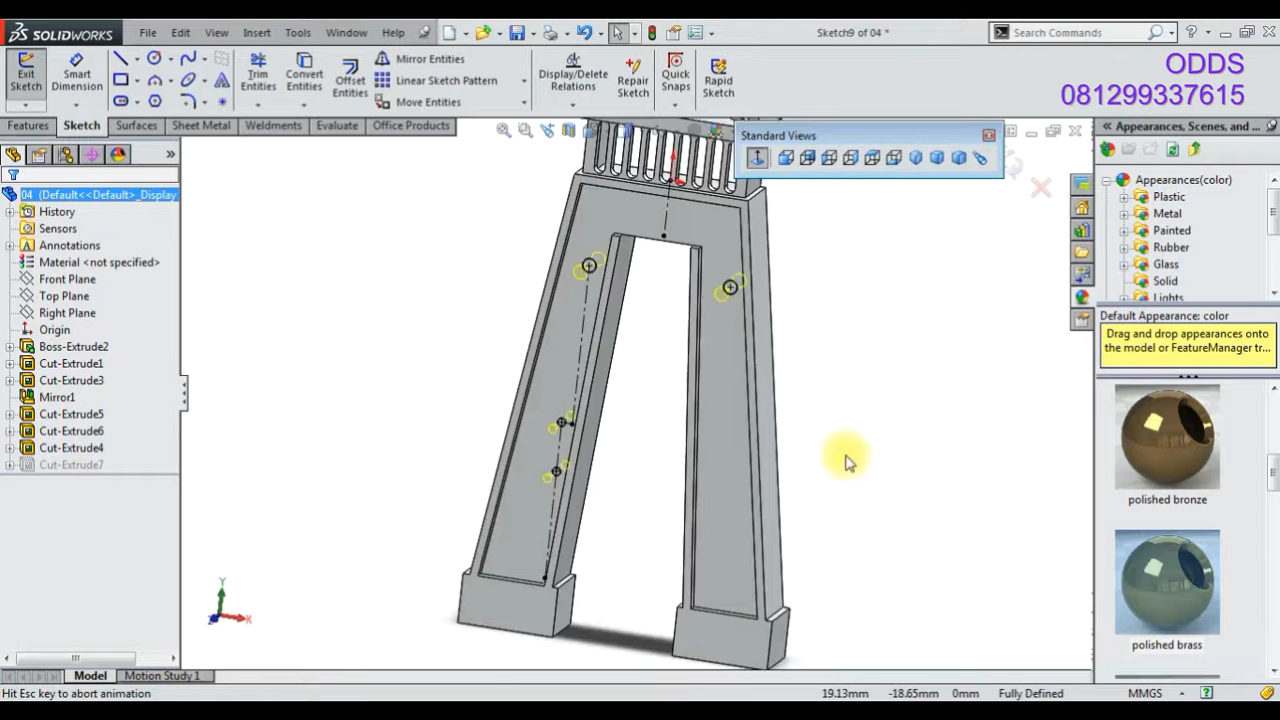 SOLIDWORKS File Edit View Insert Tools Window Help Sketch9 of 04 * Search Commands
ODDS
081299337615
Exit Sketch Smart Dimension Trim Entities Convert Entities Offset Entities Mirror Entities Linear Sketch Pattern Move Entities Display/Delete Relations Repair Sketch Quick Snaps Rapid Sketch
Features Sketch Surfaces Sheet Metal Weldments Evaluate Office Products
Standard Views
Appearances, Scenes, and...
04 (Default<<Default>_Display
History
Sensors
Annotations
Material <not specified>
Front Plane
Top Plane
Right Plane
Origin
Boss-Extrude2
Cut-Extrude1
Cut-Extrude3
Mirror1
Cut-Extrude5
Cut-Extrude6
Cut-Extrude4
Cut-Extrude7
Appearances(color)
Plastic
Metal
Painted
Rubber
Glass
Solid
Lights
Default Appearance: color
Drag and drop appearances onto
the model or FeatureManager tr...
polished bronze
polished brass
Y
X
Z
Model Motion Study 1
Hit Esc key to abort animation 19.13mm -18.65mm 0mm Fully Defined MMGS